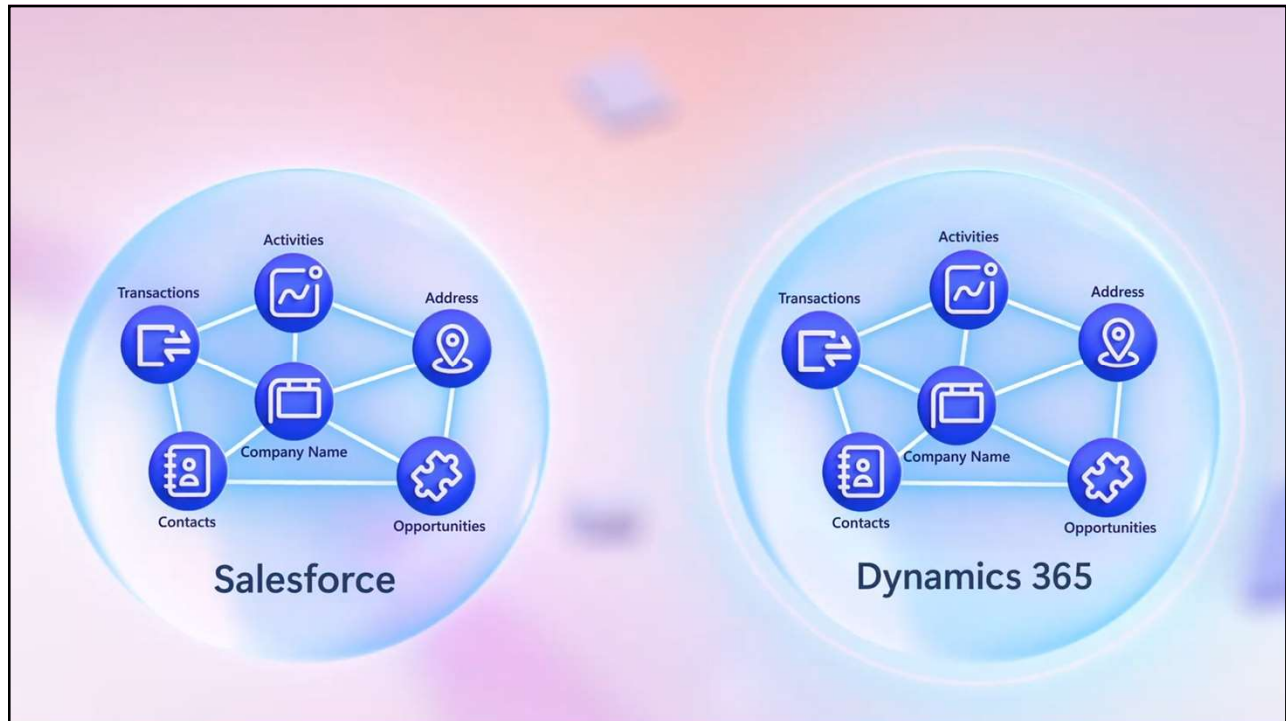 Activities
Transactions
Address
Company Name
Contacts
Opportunities
Salesforce
Activities
Transactions
Address
Company Name
Contacts
Opportunities
Dynamics 365